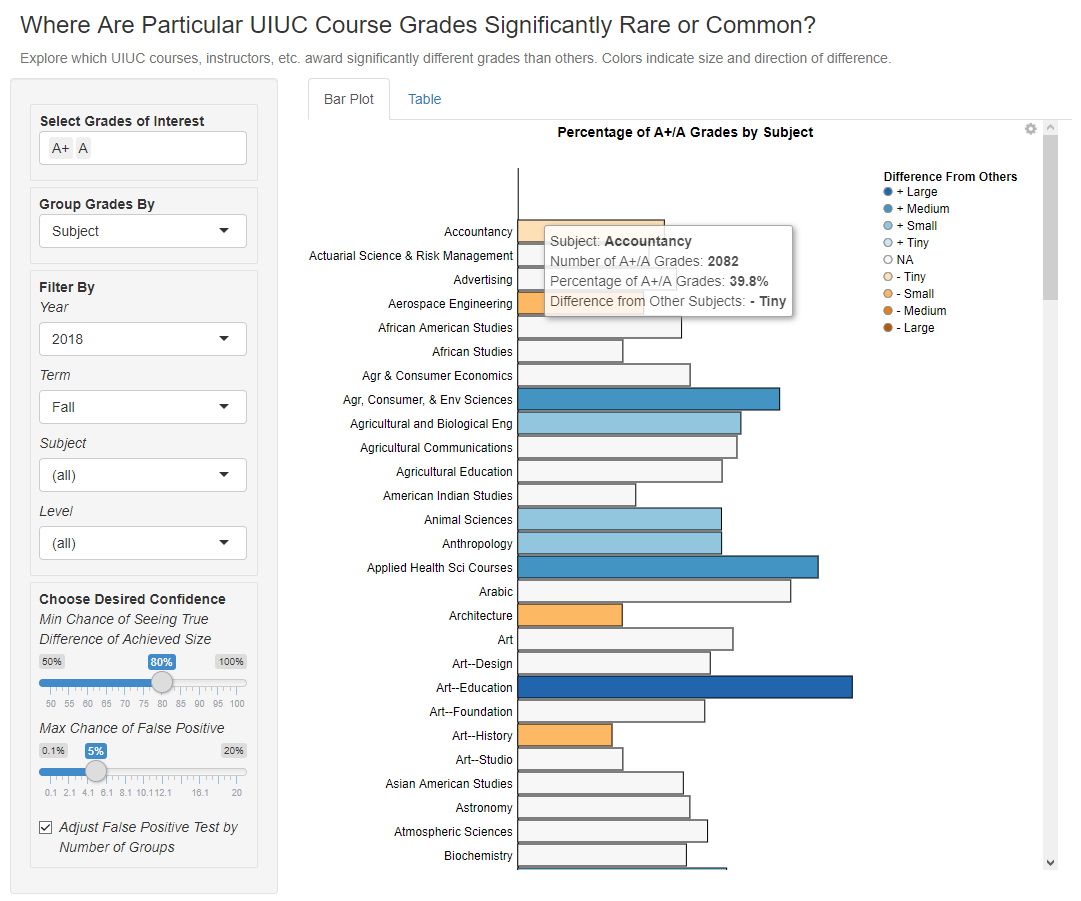 Where Are Particular UIUC Course Grades Significantly Rare or Common?
Explore which UIUC courses, instructors, etc. award significantly different grades than others. Colors indicate size and direction of difference.
Select Grades of Interest
A+ A
Group Grades By
Subject
Filter By
Year
2018
Term
Fall
Subject
(all)
Level
(all)
Choose Desired Confidence
Min Chance of Seeing True
Difference of Achieved Size
50% 80% 100%
50 55 60 65 70 75 80 85 90 95 100
Max Chance of False Positive
0.1% 5% 20%
0.1 2.1 4.1 6.1 8.1 10.1 12.1 16.1 20
Adjust False Positive Test by
Number of Groups
Bar Plot Table
Percentage of A+/A Grades by Subject
Accountancy
Actuarial Science & Risk Management
Advertising
Aerospace Engineering
African American Studies
African Studies
Agr & Consumer Economics
Agr, Consumer, & Env Sciences
Agricultural and Biological Eng
Agricultural Communications
Agricultural Education
American Indian Studies
Animal Sciences
Anthropology
Applied Health Sci Courses
Arabic
Architecture
Art
Art--Design
Art--Education
Art--Foundation
Art--History
Art--Studio
Asian American Studies
Astronomy
Atmospheric Sciences
Biochemistry
Subject: Accountancy
Number of A+/A Grades: 2082
Percentage of A+/A Grades: 39.8%
Difference from Other Subjects: - Tiny
Difference From Others
+ Large
+ Medium
+ Small
+ Tiny
NA
- Tiny
- Small
- Medium
- Large